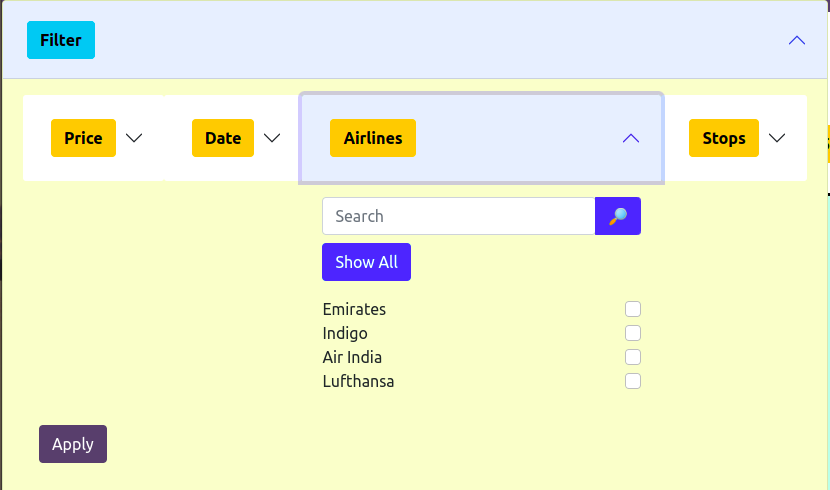 Filter
Price Date Airlines Stops
Search
Show All
Emirates
Indigo
Air India
Lufthansa
Apply